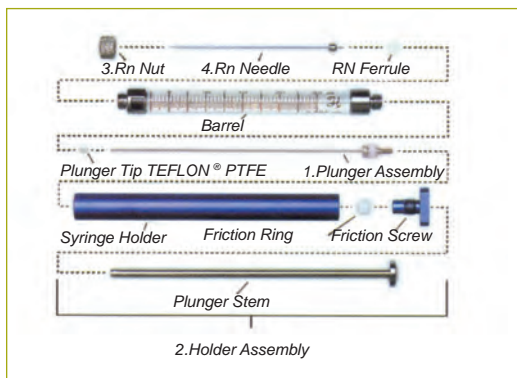 3.Rn Nut 4.Rn Needle RN Ferrule
Barrel
Plunger Tip TEFLON ® PTFE 1.Plunger Assembly
Syringe Holder Friction Ring Friction Screw
Plunger Stem
2.Holder Assembly